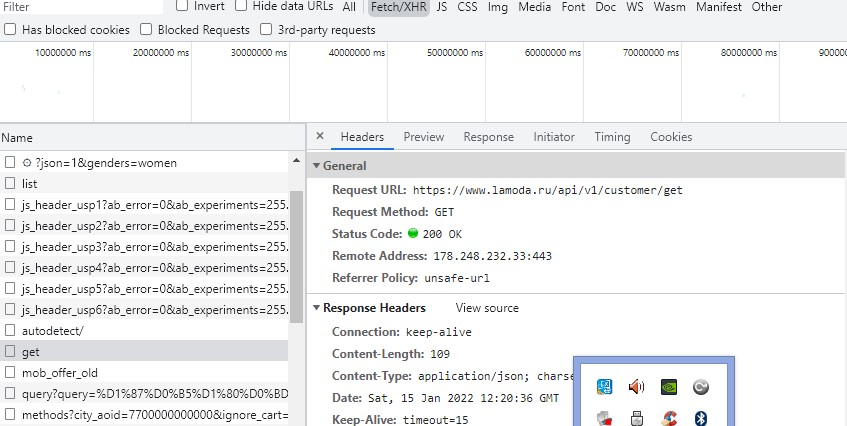 Filter Invert Hide data URLs All Fetch/XHR JS CSS Img Media Font Doc WS Wasm Manifest Other
Has blocked cookies Blocked Requests 3rd-party requests
10000000 ms 20000000 ms 30000000 ms 40000000 ms 50000000 ms 60000000 ms 70000000 ms 80000000 ms 90000
Name
?json=1&genders=women
list
js_header_usp1?ab_error=0&ab_experiments=255.
js_header_usp2?ab_error=0&ab_experiments=255.
js_header_usp3?ab_error=0&ab_experiments=255.
js_header_usp4?ab_error=0&ab_experiments=255.
js_header_usp5?ab_error=0&ab_experiments=255.
js_header_usp6?ab_error=0&ab_experiments=255.
autodetect/
get
mob_offer_old
query?query=%D1%87%D0%B5%D1%80%D0%BD
methods?city_aoid=7700000000000&ignore_cart=
× Headers Preview Response Initiator Timing Cookies
General
Request URL: https://www.lamoda.ru/api/v1/customer/get
Request Method: GET
Status Code: 200 OK
Remote Address: 178.248.232.33:443
Referrer Policy: unsafe-url
Response Headers View source
Connection: keep-alive
Content-Length: 109
Content-Type: application/json; charse
Date: Sat, 15 Jan 2022 12:20:36 GMT
Keep-Alive: timeout=15